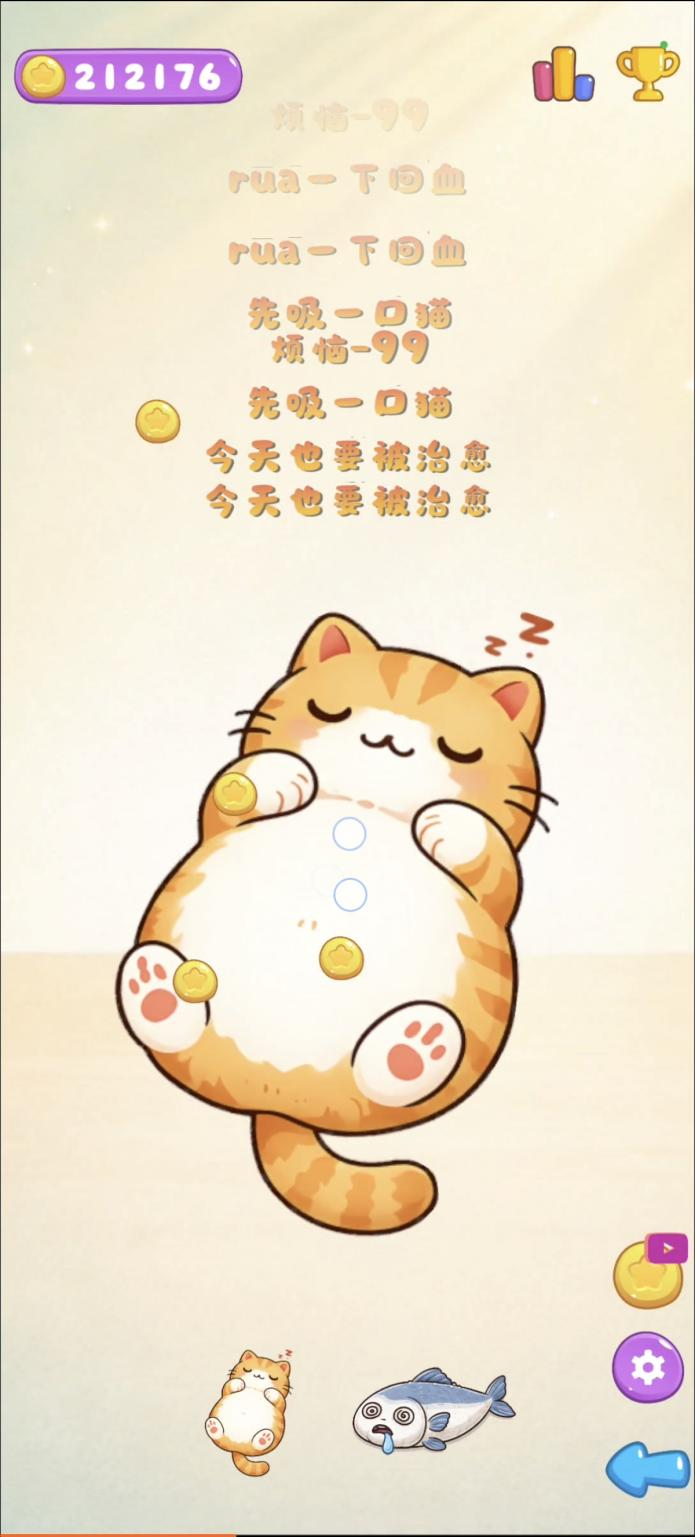 212176
烦恼-99
rua一下回血
rua一下回血
先吸一口猫
烦恼-99
先吸一口猫
今天也要被治愈
今天也要被治愈
z z